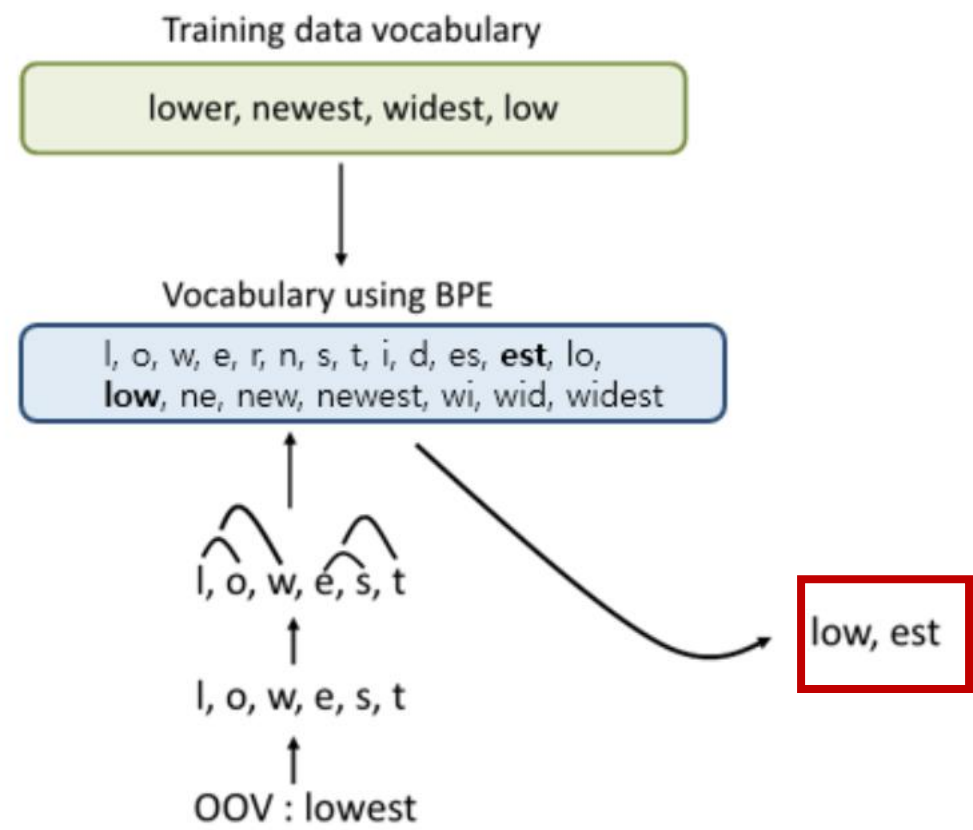 Training data vocabulary
lower, newest, widest, low
Vocabulary using BPE
l, o, w, e, r, n, s, t, i, d, es, est, lo,
low, ne, new, newest, wi, wid, widest
l, o, w, e, s, t
low, est
l, o, w, e, s, t
OOV : lowest